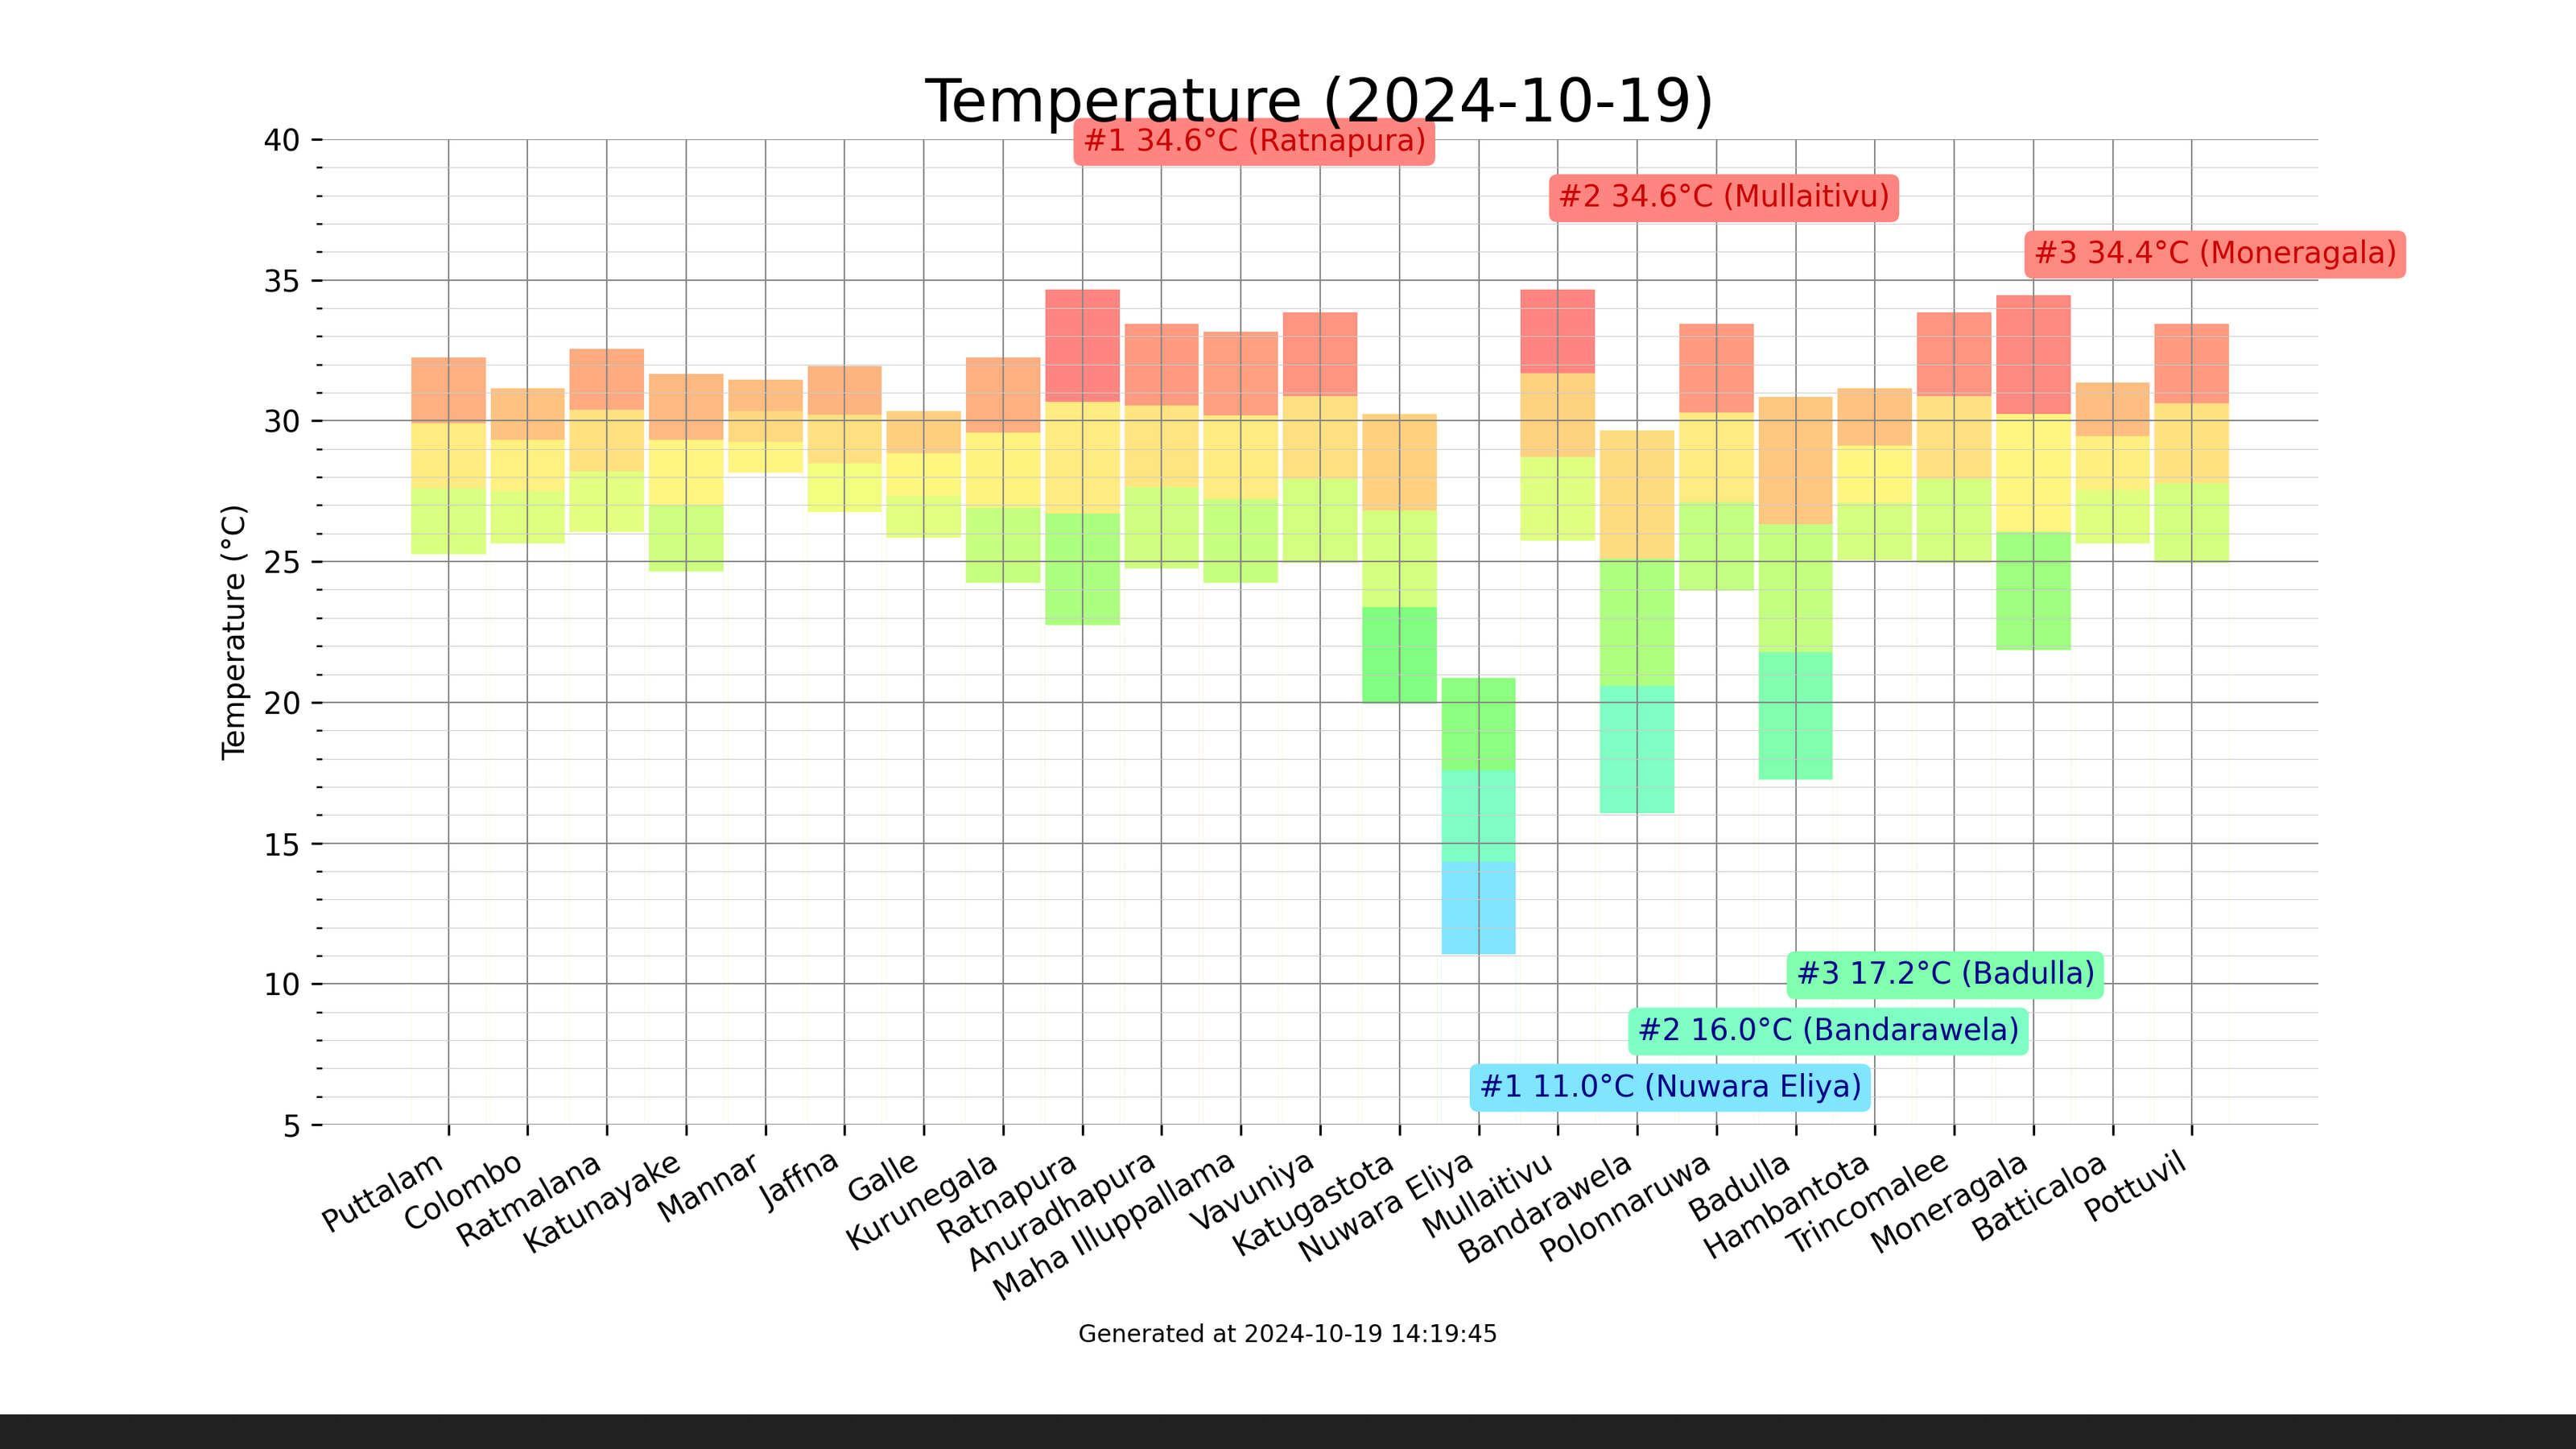 Temperature (2024-10-19)
#1 34.6°C (Ratnapura)
#2 34.6°C (Mullaitivu)
#3 34.4°C (Moneragala)
40
35
30
25
20
15
10
5
Temperature (°C)
#3 17.2°C (Badulla)
#2 16.0°C (Bandarawela)
#1 11.0°C (Nuwara Eliya)
Puttalam
Colombo
Ratmalana
Katunayake
Mannar
Jaffna
Galle
Kurunegala
Ratnapura
Anuradhapura
Maha Illuppallama
Vavuniya
Katugastota
Nuwara Eliya
Mullaitivu
Bandarawela
Polonnaruwa
Badulla
Hambantota
Trincomalee
Moneragala
Batticaloa
Pottuvil
Generated at 2024-10-19 14:19:45